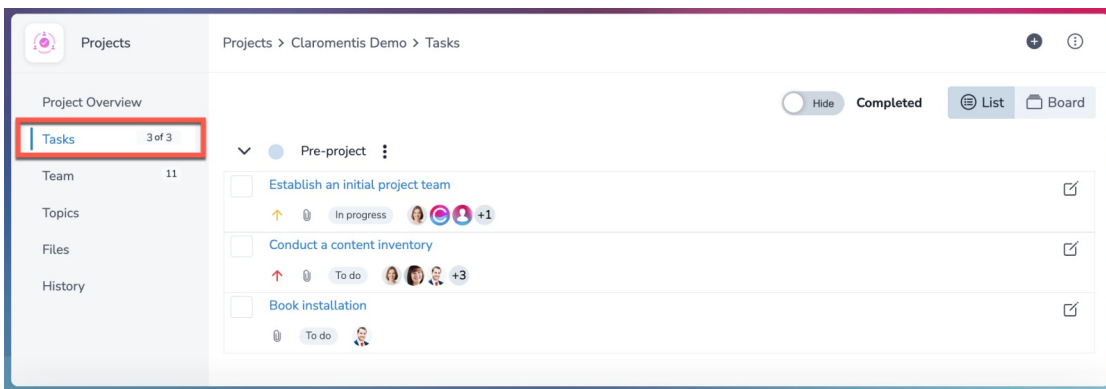 Projects
Projects > Claromentis Demo > Tasks
Project Overview
Hide Completed List Board
Tasks 3 of 3
Pre-project
Team 11
Establish an initial project team
In progress +1
Topics
Conduct a content inventory
Files
To do +3
History
Book installation
To do